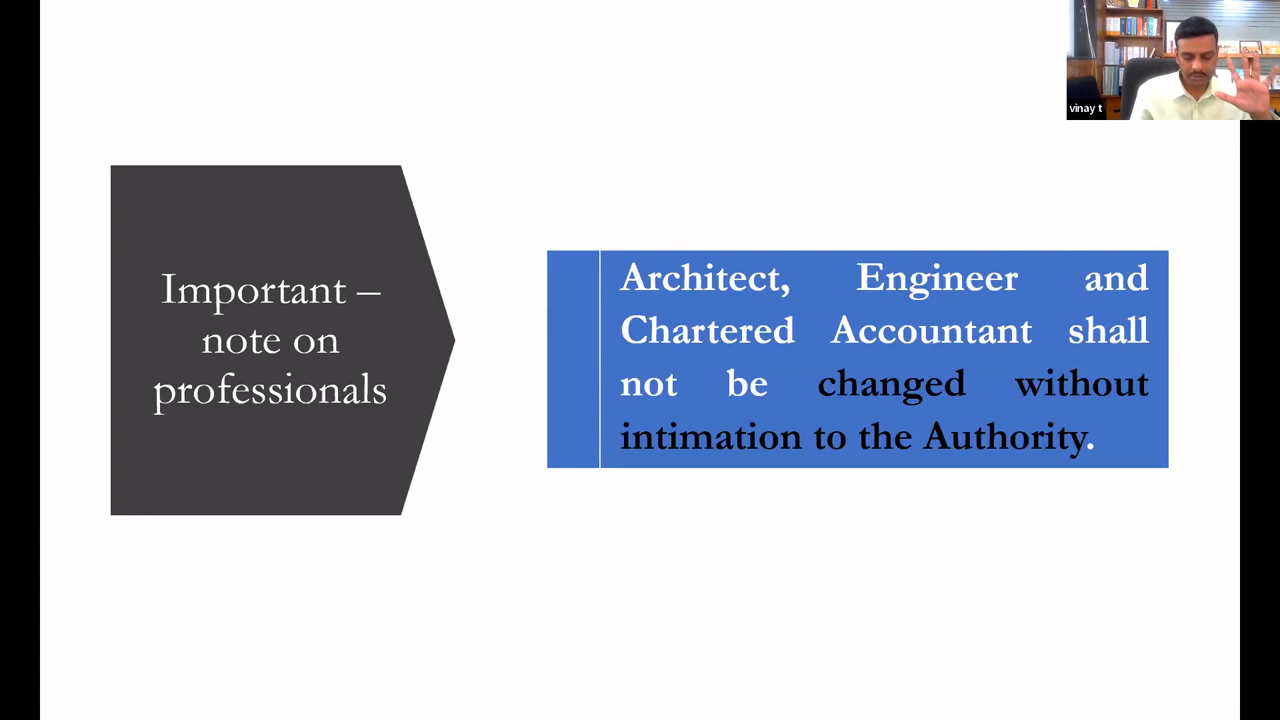 vinay t
Important –
note on
professionals
Architect, Engineer and
Chartered Accountant shall
not be changed without
intimation to the Authority.